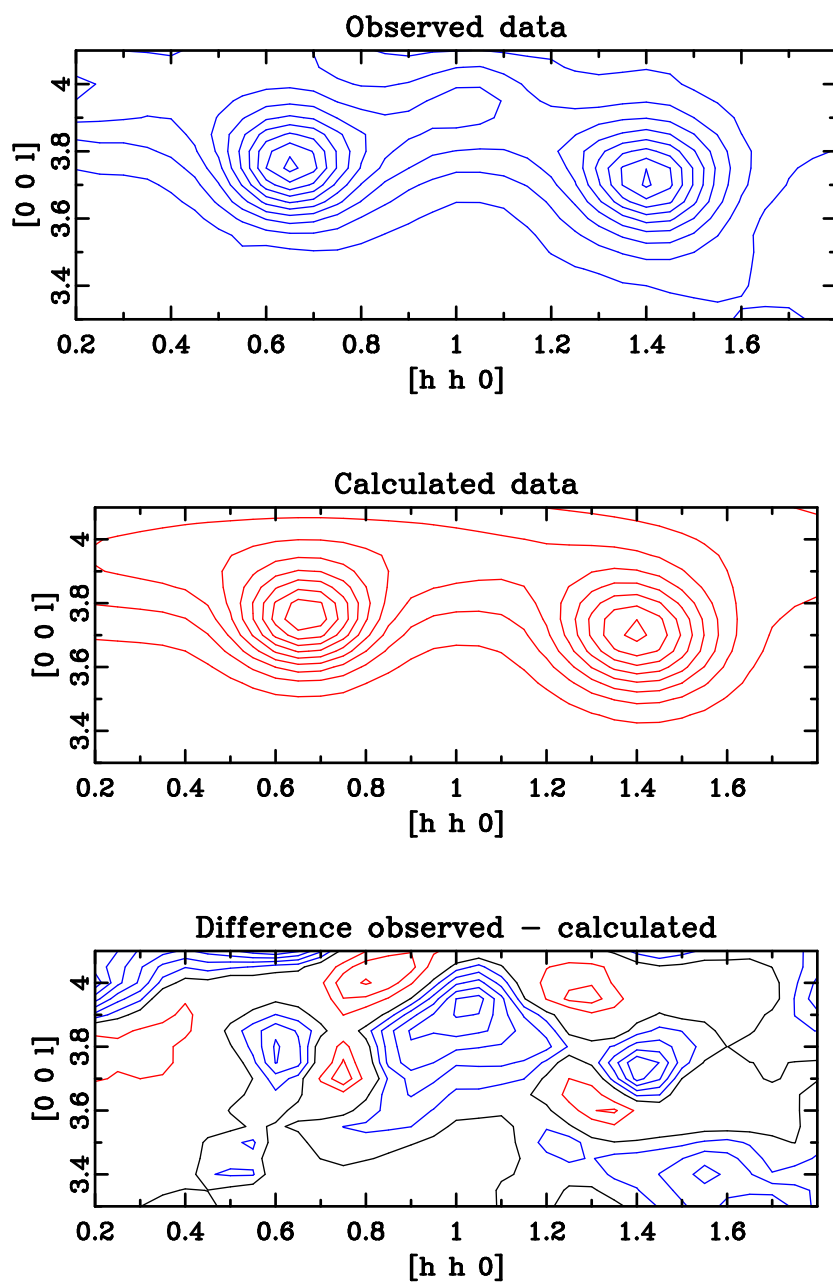 Observed data
4
3.8
3.6
3.4
[0 0 l]
0.2 0.4 0.6 0.8 1 1.2 1.4 1.6
[h h 0]
Calculated data
4
3.8
3.6
3.4
[0 0 l]
0.2 0.4 0.6 0.8 1 1.2 1.4 1.6
[h h 0]
Difference observed – calculated
4
3.8
3.6
3.4
[0 0 l]
0.2 0.4 0.6 0.8 1 1.2 1.4 1.6
[h h 0]